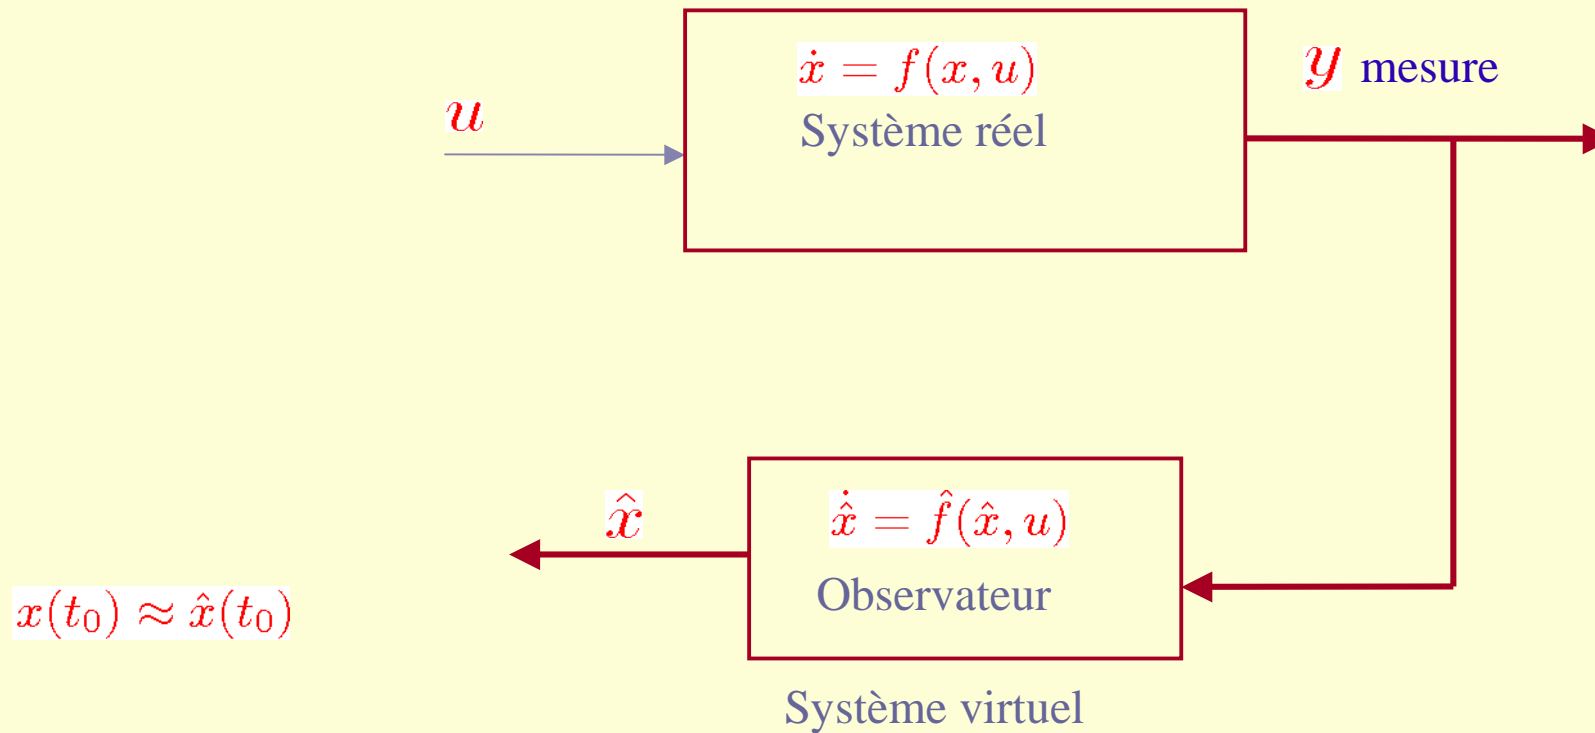 ẋ = f(x, u)
y mesure
u
Système réel
x̂
x̂̇ = f̂(x̂, u)
Observateur
x(t₀) ≈ x̂(t₀)
Système virtuel